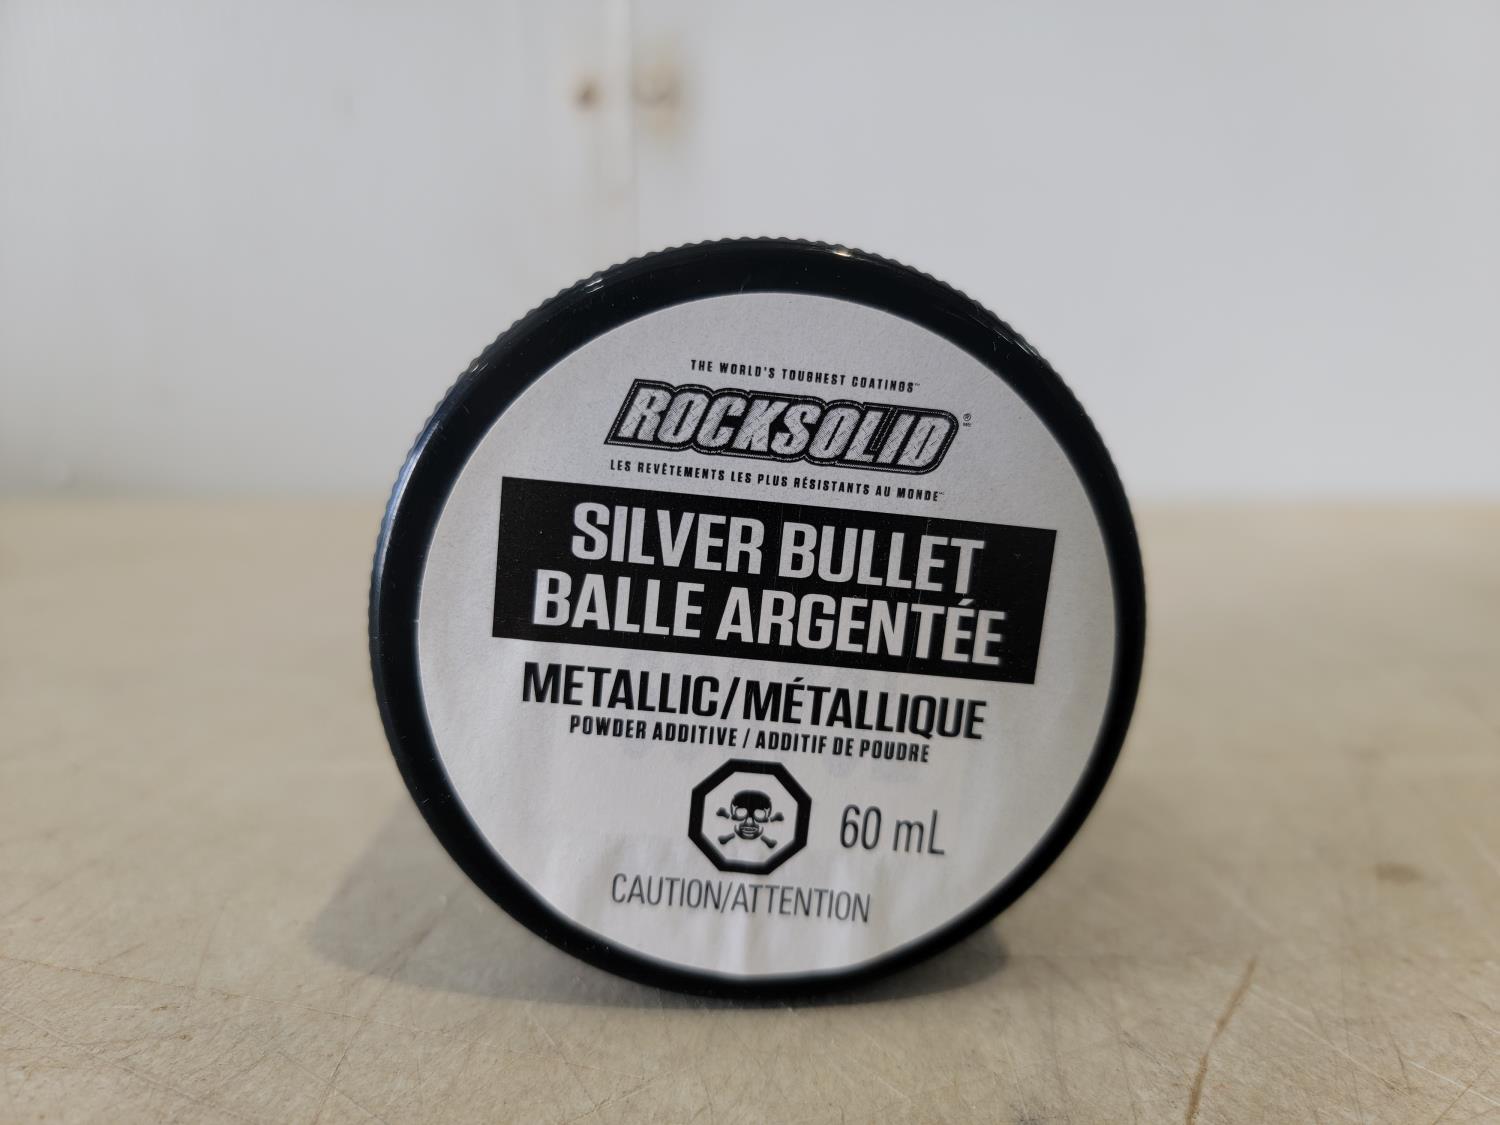 THE WORLD'S TOUGHEST COATINGS™
ROCKSOLID®
LES REVÊTEMENTS LES PLUS RÉSISTANTS AU MONDE
SILVER BULLET
BALLE ARGENTÉE
METALLIC/MÉTALLIQUE
POWDER ADDITIVE / ADDITIF DE POUDRE
60 mL
CAUTION/ATTENTION